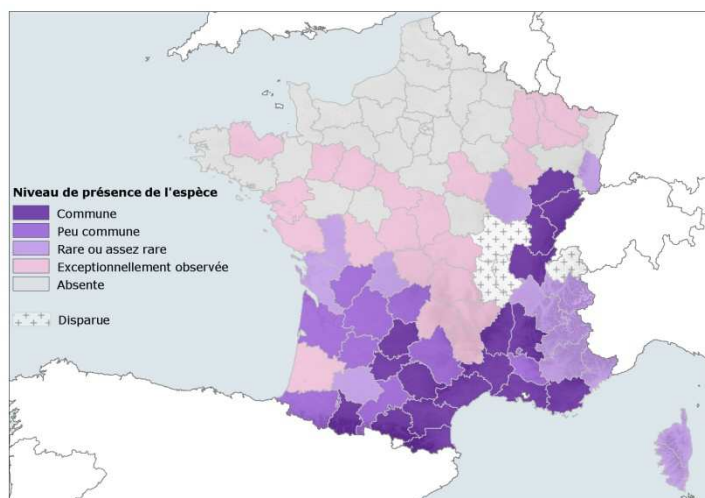 Niveau de présence de l'espèce
Commune
Peu commune
Rare ou assez rare
Exceptionnellement observée
Absente
Disparue